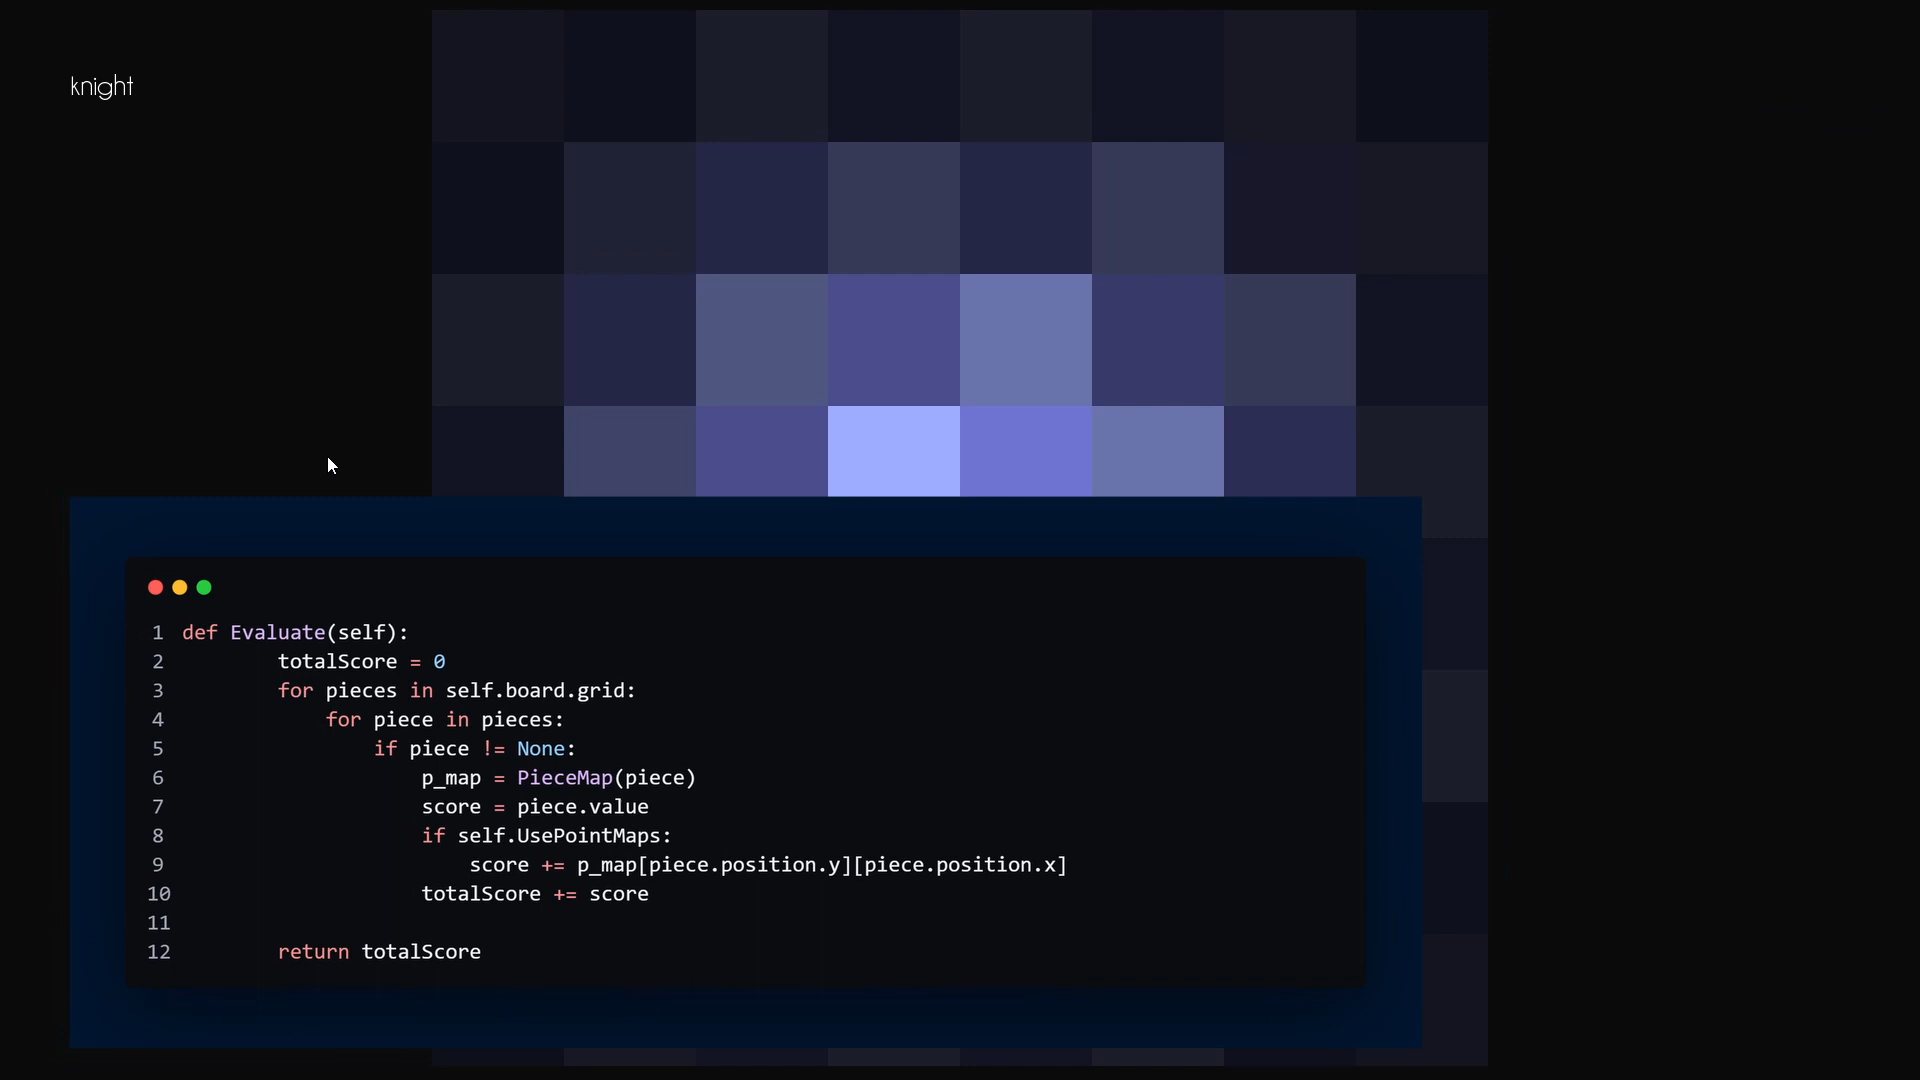 knight
1 def Evaluate(self):
2         totalScore = 0
3         for pieces in self.board.grid:
4             for piece in pieces:
5                 if piece != None:
6                     p_map = PieceMap(piece)
7                     score = piece.value
8                     if self.UsePointMaps:
9                         score += p_map[piece.position.y][piece.position.x]
10                     totalScore += score
11
12         return totalScore